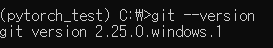 (pytorch_test) C:₩>git --version
git version 2.25.0.windows.1